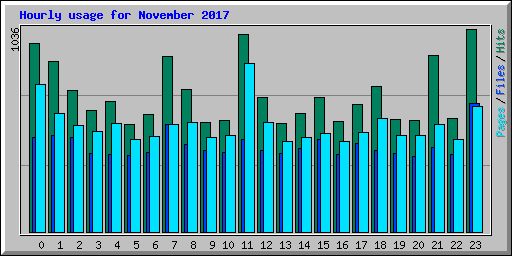 Hourly usage for November 2017
1036
Pages/Files/Hits
0 1 2 3 4 5 6 7 8 9 10 11 12 13 14 15 16 17 18 19 20 21 22 23